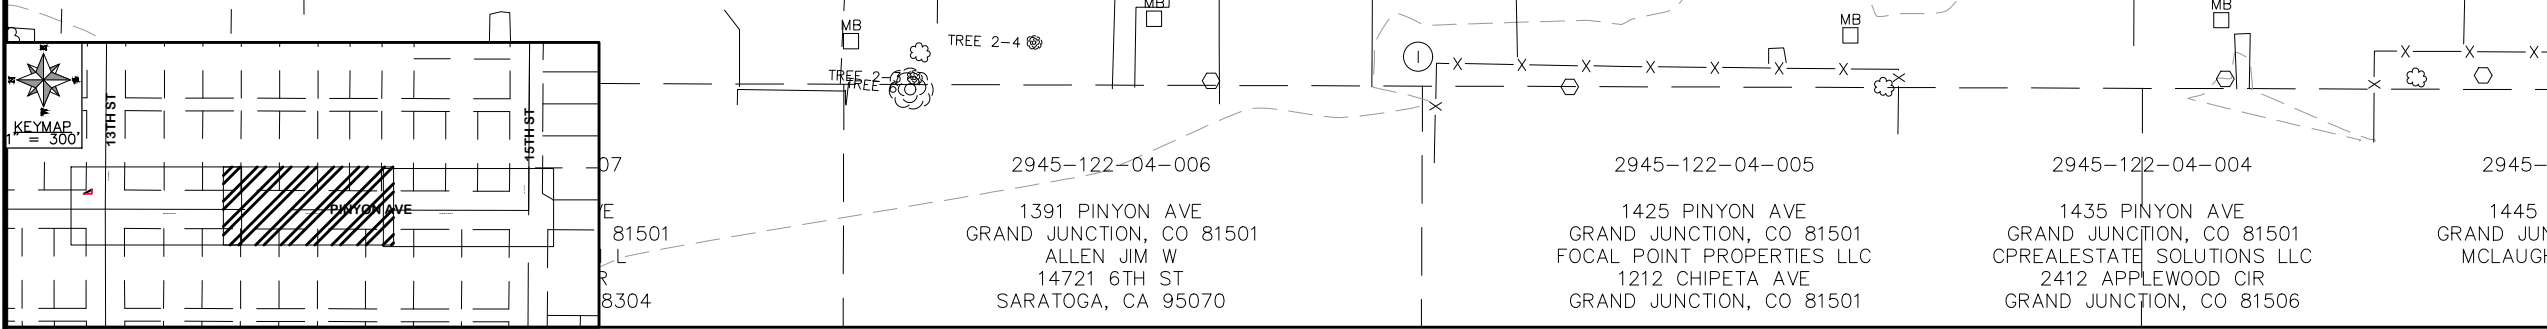 MB
MB
MB
MB
TREE 2-4
TREE 2-3
TREE 6
1
KEYMAP
1" = 300'
13TH ST
15TH ST
PINYON AVE
07
E
81501
L
R
8304
2945-122-04-006
1391 PINYON AVE
GRAND JUNCTION, CO 81501
ALLEN JIM W
14721 6TH ST
SARATOGA, CA 95070
2945-122-04-005
1425 PINYON AVE
GRAND JUNCTION, CO 81501
FOCAL POINT PROPERTIES LLC
1212 CHIPETA AVE
GRAND JUNCTION, CO 81501
2945-122-04-004
1435 PINYON AVE
GRAND JUNCTION, CO 81501
CPREALESTATE SOLUTIONS LLC
2412 APPLEWOOD CIR
GRAND JUNCTION, CO 81506
2945-
1445
GRAND JUN
MCLAUGH